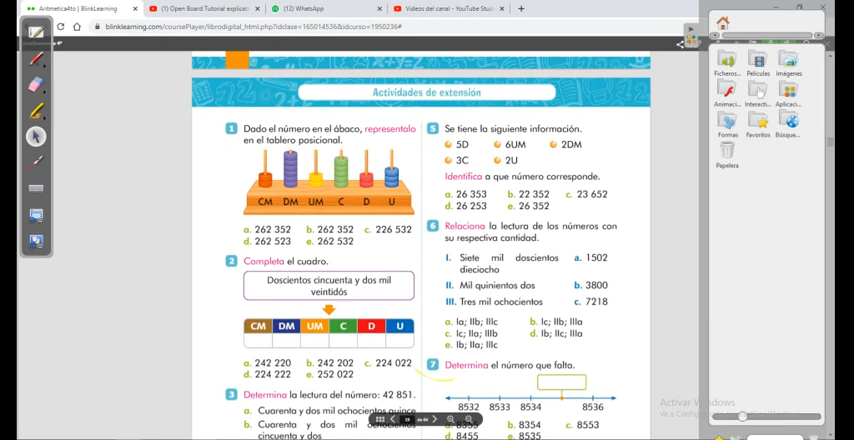 Aritmetica4to | BlinkLearning
(1) Open Board Tutorial explicati
(12) WhatsApp
Videos del canal - YouTube Stud
blinklearning.com/coursePlayer/librodigital_html.php?idclase=165014536&idcurso=1950236#
Actividades de extensión
1 Dado el número en el ábaco, represéntalo
en el tablero posicional.
CM DM UM C D U
a. 262 352 b. 262 352 c. 226 532
d. 262 523 e. 262 532
2 Completa el cuadro.
Doscientos cincuenta y dos mil
veintidós
CM DM UM C D U
a. 242 220 b. 242 202 c. 224 022
d. 224 222 e. 252 022
3 Determina la lectura del número: 42 851.
a. Cuarenta y dos mil ochocientos quince
b. Cuarenta y dos mil ochocientos
cincuenta y dos
5 Se tiene la siguiente información.
5D 6UM 2DM
3C 2U
Identifica a que número corresponde.
a. 26 353 b. 22 352 c. 23 652
d. 26 253 e. 26 352
6 Relaciona la lectura de los números con
su respectiva cantidad.
I. Siete mil doscientos a. 1502
dieciocho
II. Mil quinientos dos b. 3800
III. Tres mil ochocientos c. 7218
a. Ia; IIb; IIIc b. Ic; IIb; IIIa
c. Ic; IIa; IIIb d. Ib; IIc; IIIa
e. Ib; IIa; IIIc
7 Determina el número que falta.
8532 8533 8534 8536
a. 8355 b. 8354 c. 8553
d. 8455 e. 8535
Ficheros... Películas Imágenes
Animaci... Interacti... Aplicaci...
Formas Favoritos Búsque...
Papelera
Activar Windows